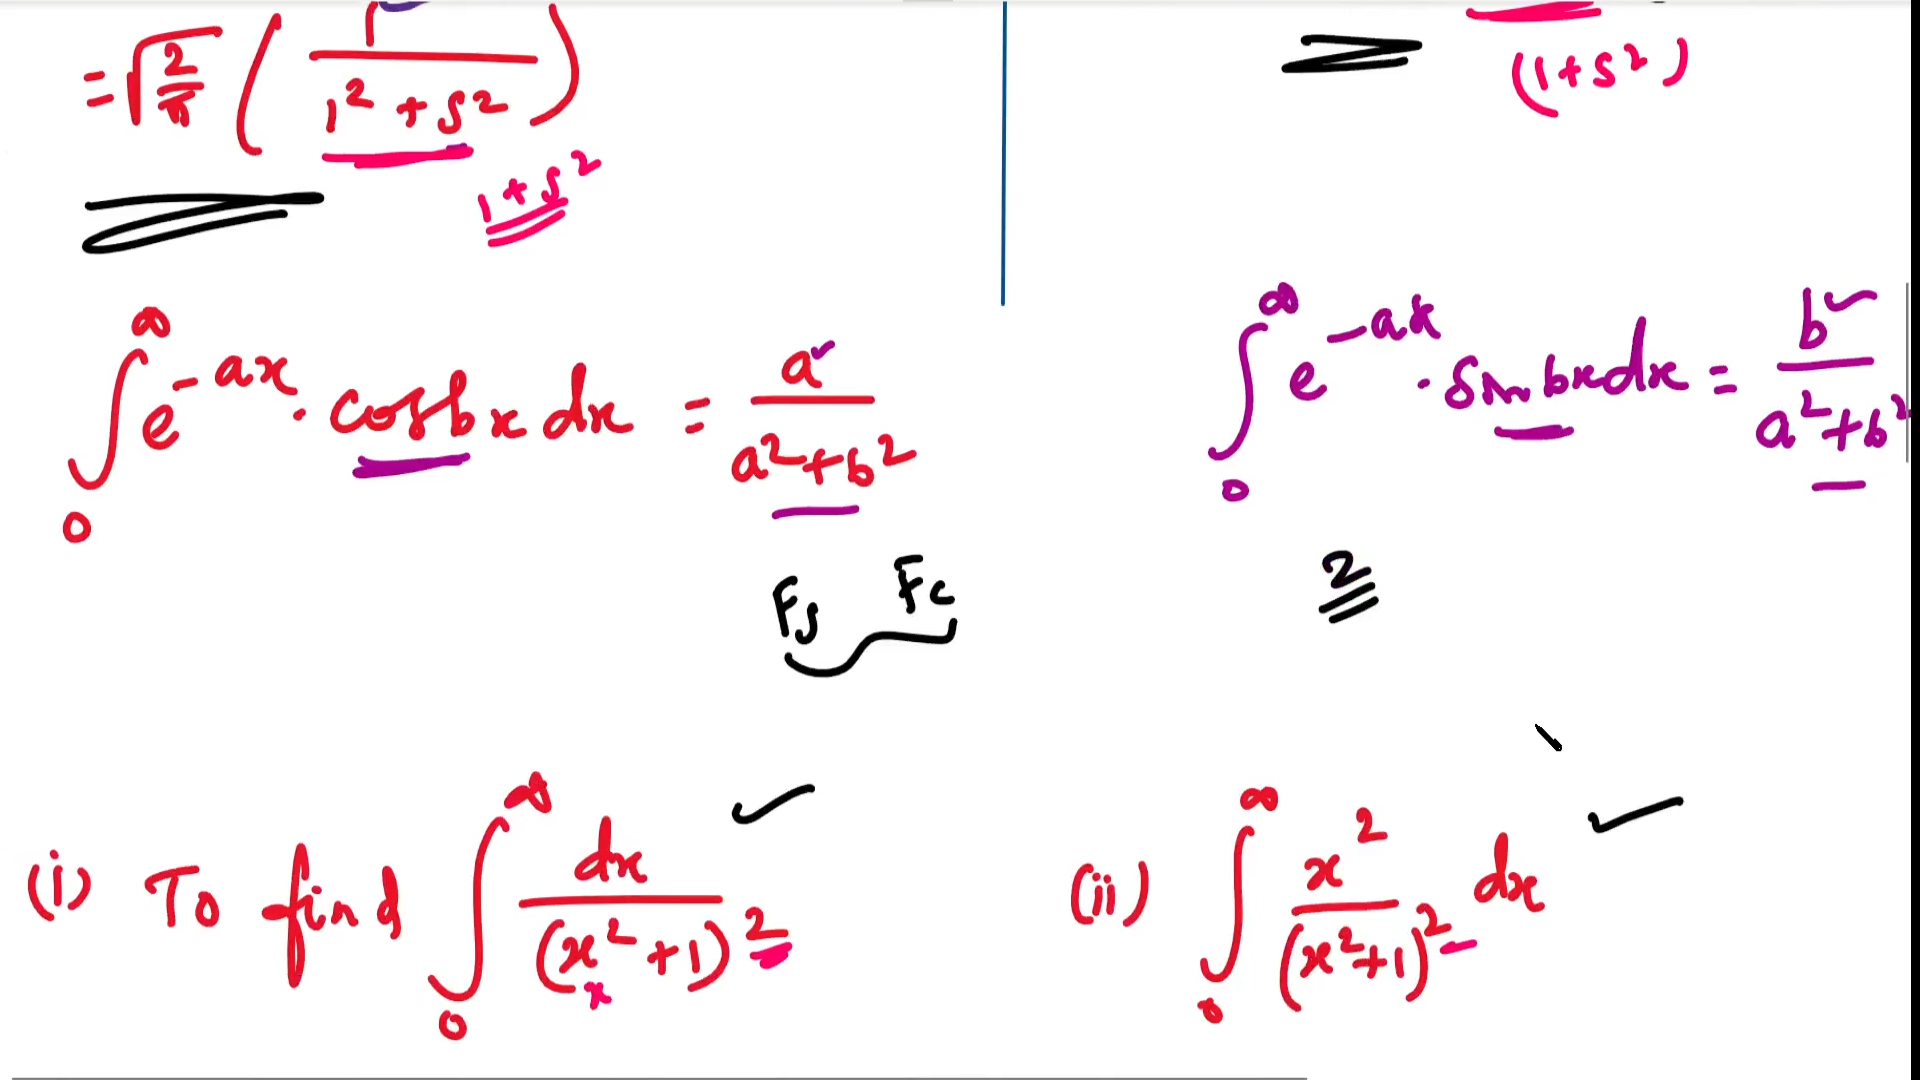 = √(2/π) ( 1 / (1² + s²) )
1 + s²
(1 + s²)
∫₀^∞ e^(-ax) · cos bx dx = a / (a² + b²)
∫₀^∞ e^(-ax) · sin bx dx = b / (a² + b²)
Fs Fc
2
(i) To find ∫₀^∞ dx / (x² + 1)²
x
(ii) ∫₀^∞ x² / (x² + 1)² dx